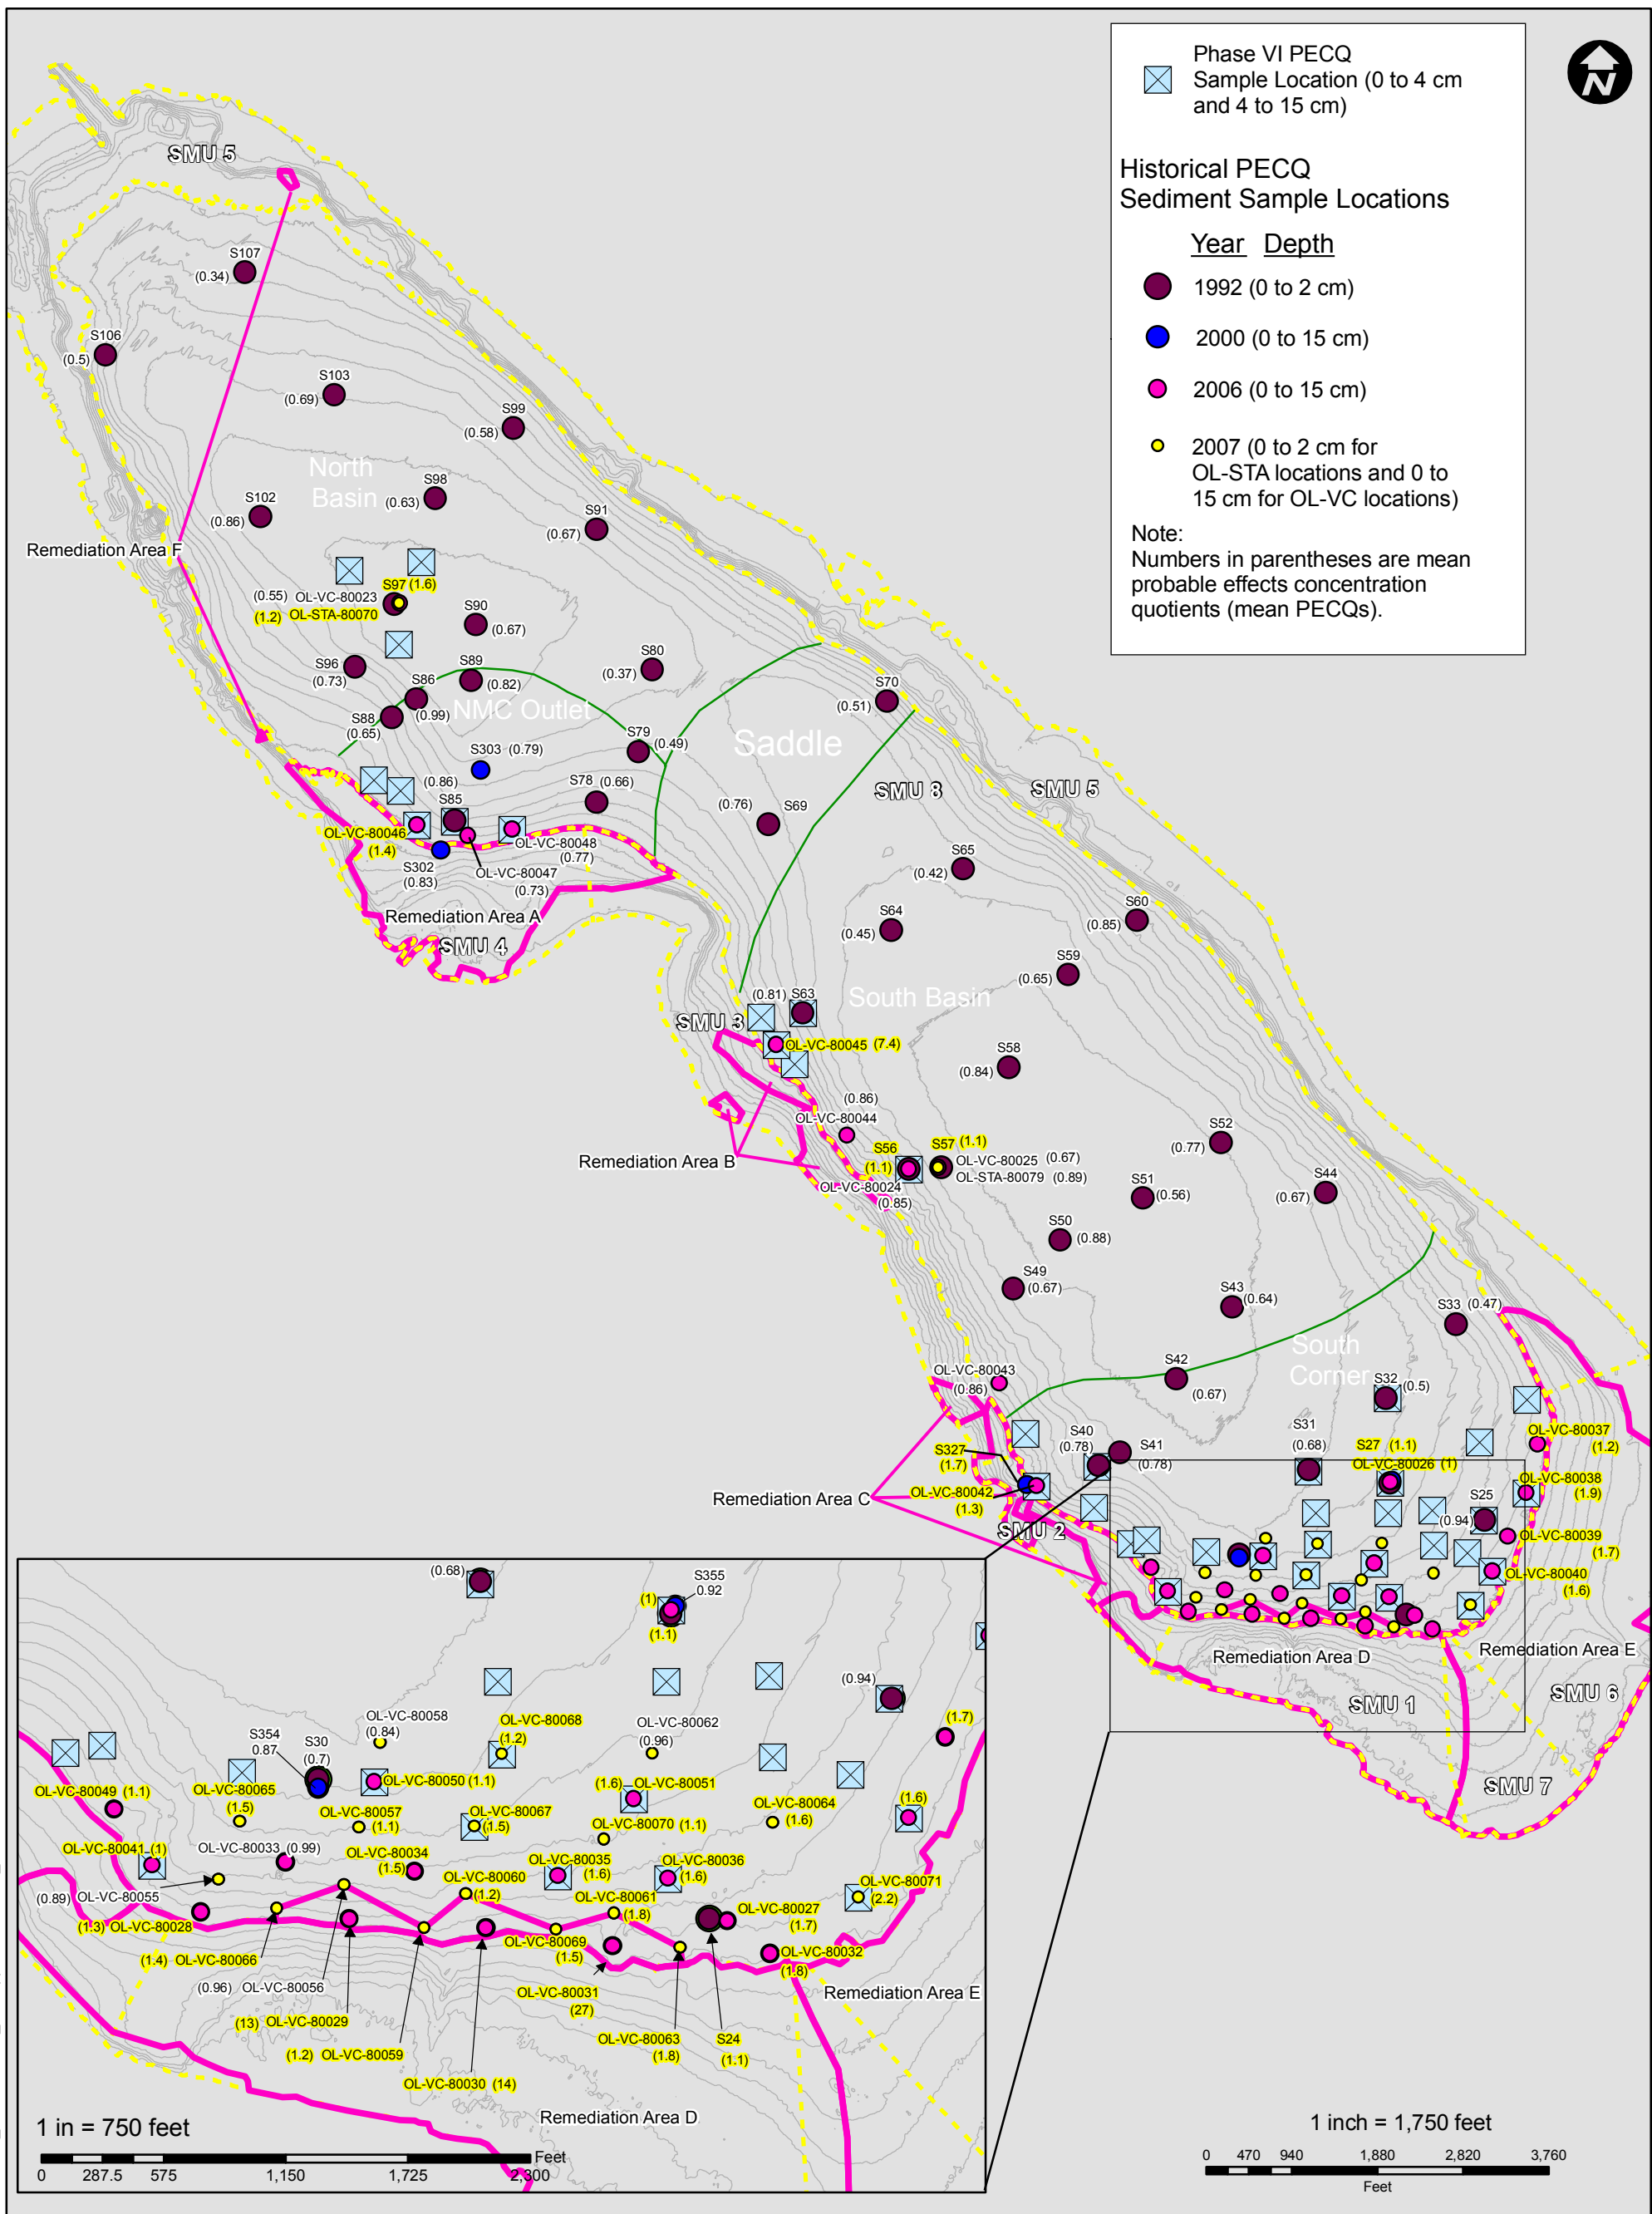 Phase VI PECQ
Sample Location (0 to 4 cm
and 4 to 15 cm)
Historical PECQ
Sediment Sample Locations
Year Depth
1992 (0 to 2 cm)
2000 (0 to 15 cm)
2006 (0 to 15 cm)
2007 (0 to 2 cm for
OL-STA locations and 0 to
15 cm for OL-VC locations)
Note:
Numbers in parentheses are mean
probable effects concentration
quotients (mean PECQs).
N
SMU 5
S107
(0.34)
S106
(0.5)
S103
(0.69)
S99
(0.58)
North
Basin
S98
(0.63)
S102
(0.86)
S91
(0.67)
Remediation Area F
S97 (1.6)
(0.55) OL-VC-80023
(1.2) OL-STA-80070
S90
(0.67)
S96
(0.73)
S89
(0.82)
S80
(0.37)
S86
(0.99)
S88
(0.65)
NMC Outlet
S70
(0.51)
S79
(0.49)
Saddle
S303 (0.79)
S78 (0.66)
SMU 8
SMU 5
(0.86)
S85
(0.76) S69
OL-VC-80046
(1.4)
OL-VC-80048
(0.77)
S302
(0.83)
OL-VC-80047
(0.73)
S65
(0.42)
Remediation Area A
SMU 4
S64
(0.45)
S60
(0.85)
S59
(0.65)
South Basin
(0.81) S63
SMU 3
OL-VC-80045 (7.4)
S58
(0.84)
(0.86)
OL-VC-80044
S56
(1.1)
S57 (1.1)
OL-VC-80025 (0.67)
OL-STA-80079 (0.89)
OL-VC-80024
(0.85)
Remediation Area B
S52
(0.77)
S51
(0.56)
S44
(0.67)
S50
(0.88)
S49
(0.67)
S43
(0.64)
S33 (0.47)
South
Corner
S42
(0.67)
OL-VC-80043
(0.86)
S32
(0.5)
S31
(0.68)
S40
(0.78)
S41
(0.78)
S327
(1.7)
S27 (1.1)
OL-VC-80026 (1)
OL-VC-80037
(1.2)
OL-VC-80042
(1.3)
OL-VC-80038
(1.9)
S25
(0.94)
Remediation Area C
SMU 2
OL-VC-80039
(1.7)
OL-VC-80040
(1.6)
Remediation Area D
Remediation Area E
SMU 1
SMU 6
SMU 7
(0.68)
S355
0.92
(1)
(1.1)
(0.94)
(1.7)
OL-VC-80058
(0.84)
OL-VC-80068
(1.2)
OL-VC-80062
(0.96)
S354
0.87
S30
(0.7)
OL-VC-80049 (1.1)
OL-VC-80065
(1.5)
OL-VC-80050 (1.1)
(1.6) OL-VC-80051
OL-VC-80057
(1.1)
OL-VC-80067
(1.5)
OL-VC-80070 (1.1)
OL-VC-80064
(1.6)
(1.6)
OL-VC-80041 (1)
OL-VC-80033 (0.99)
OL-VC-80034
(1.5)
OL-VC-80035
(1.6)
OL-VC-80036
(1.6)
OL-VC-80060
(1.2)
OL-VC-80071
(2.2)
(0.89) OL-VC-80055
OL-VC-80061
(1.8)
OL-VC-80027
(1.7)
(1.3) OL-VC-80028
OL-VC-80069
(1.5)
OL-VC-80032
(1.8)
(1.4) OL-VC-80066
(0.96) OL-VC-80056
OL-VC-80031
(27)
Remediation Area E
(13) OL-VC-80029
(1.2) OL-VC-80059
OL-VC-80063
(1.8)
S24
(1.1)
OL-VC-80030 (14)
Remediation Area D
1 in = 750 feet
Feet
0 287.5 575 1,150 1,725 2,300
1 inch = 1,750 feet
0 470 940 1,880 2,820 3,760
Feet